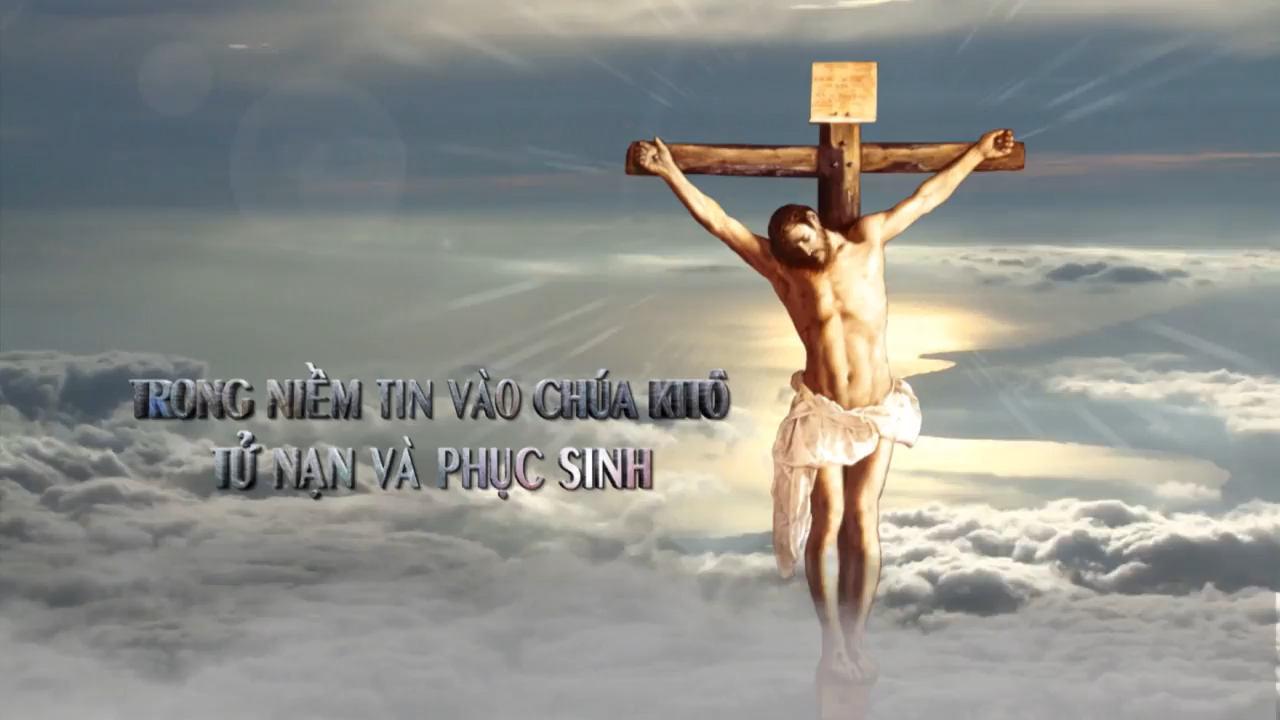 TRONG NIỀM TIN VÀO CHÚA KITÔ
TỬ NẠN VÀ PHỤC SINH